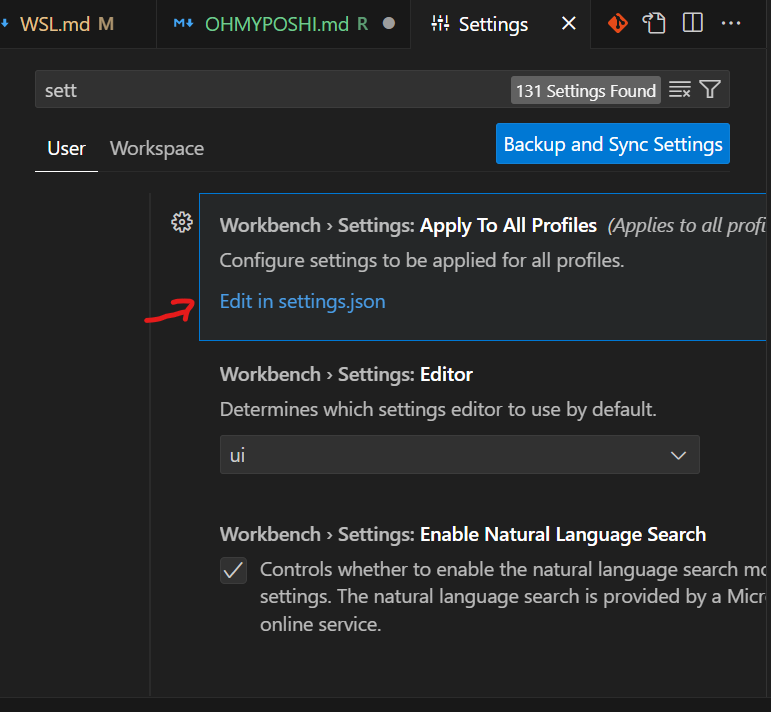 WSL.md M
OHMYPOSHI.md R
Settings
sett
131 Settings Found
User
Workspace
Backup and Sync Settings
Workbench › Settings: Apply To All Profiles (Applies to all profi
Configure settings to be applied for all profiles.
Edit in settings.json
Workbench › Settings: Editor
Determines which settings editor to use by default.
ui
Workbench › Settings: Enable Natural Language Search
Controls whether to enable the natural language search mo
settings. The natural language search is provided by a Micr
online service.